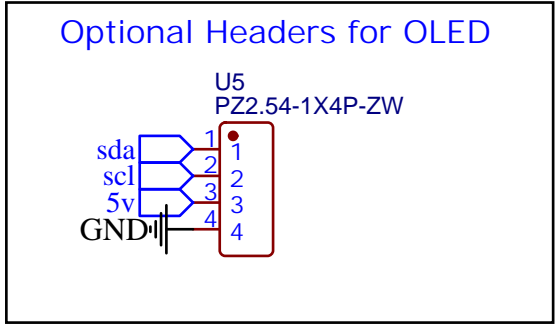 Optional Headers for OLED
U5
PZ2.54-1X4P-ZW
sda 1 1
scl 2 2
5v 3 3
GND 4 4